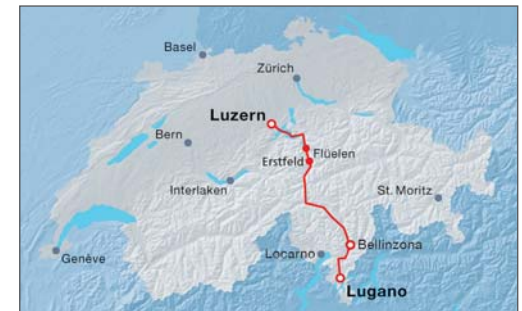 Basel
Zürich
Luzern
Bern
Flüelen
Erstfeld
Interlaken
St. Moritz
Bellinzona
Locarno
Genève
Lugano